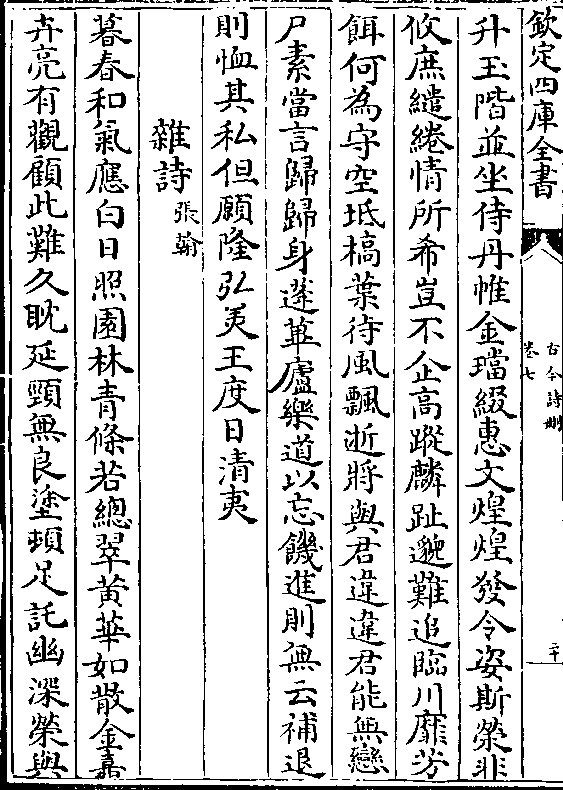 欽定四庫全書
古今詩刪
卷七
二十
升玉階並坐侍丹帷金璫綴惠文煌煌發令姿斯榮非
攸庶繾綣情所希豈不企高蹤麟趾邈難追臨川靡芳
餌何為守空坻槁葉待風飄逝將與君違違君能無戀
尸素當言歸歸身蓬蓽廬樂道以忘饑進則無云補退
則恤其私但願隆弘美王度日清夷
雜詩 張翰
暮春和氣應白日照園林青條若總翠黃華如散金嘉
卉亮有觀顧此難久耽延頸無良塗頓足託幽深榮與